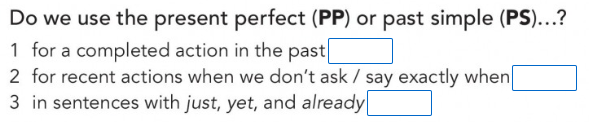 Do we use the present perfect (PP) or past simple (PS)...?
1 for a completed action in the past
2 for recent actions when we don't ask / say exactly when
3 in sentences with just, yet, and already